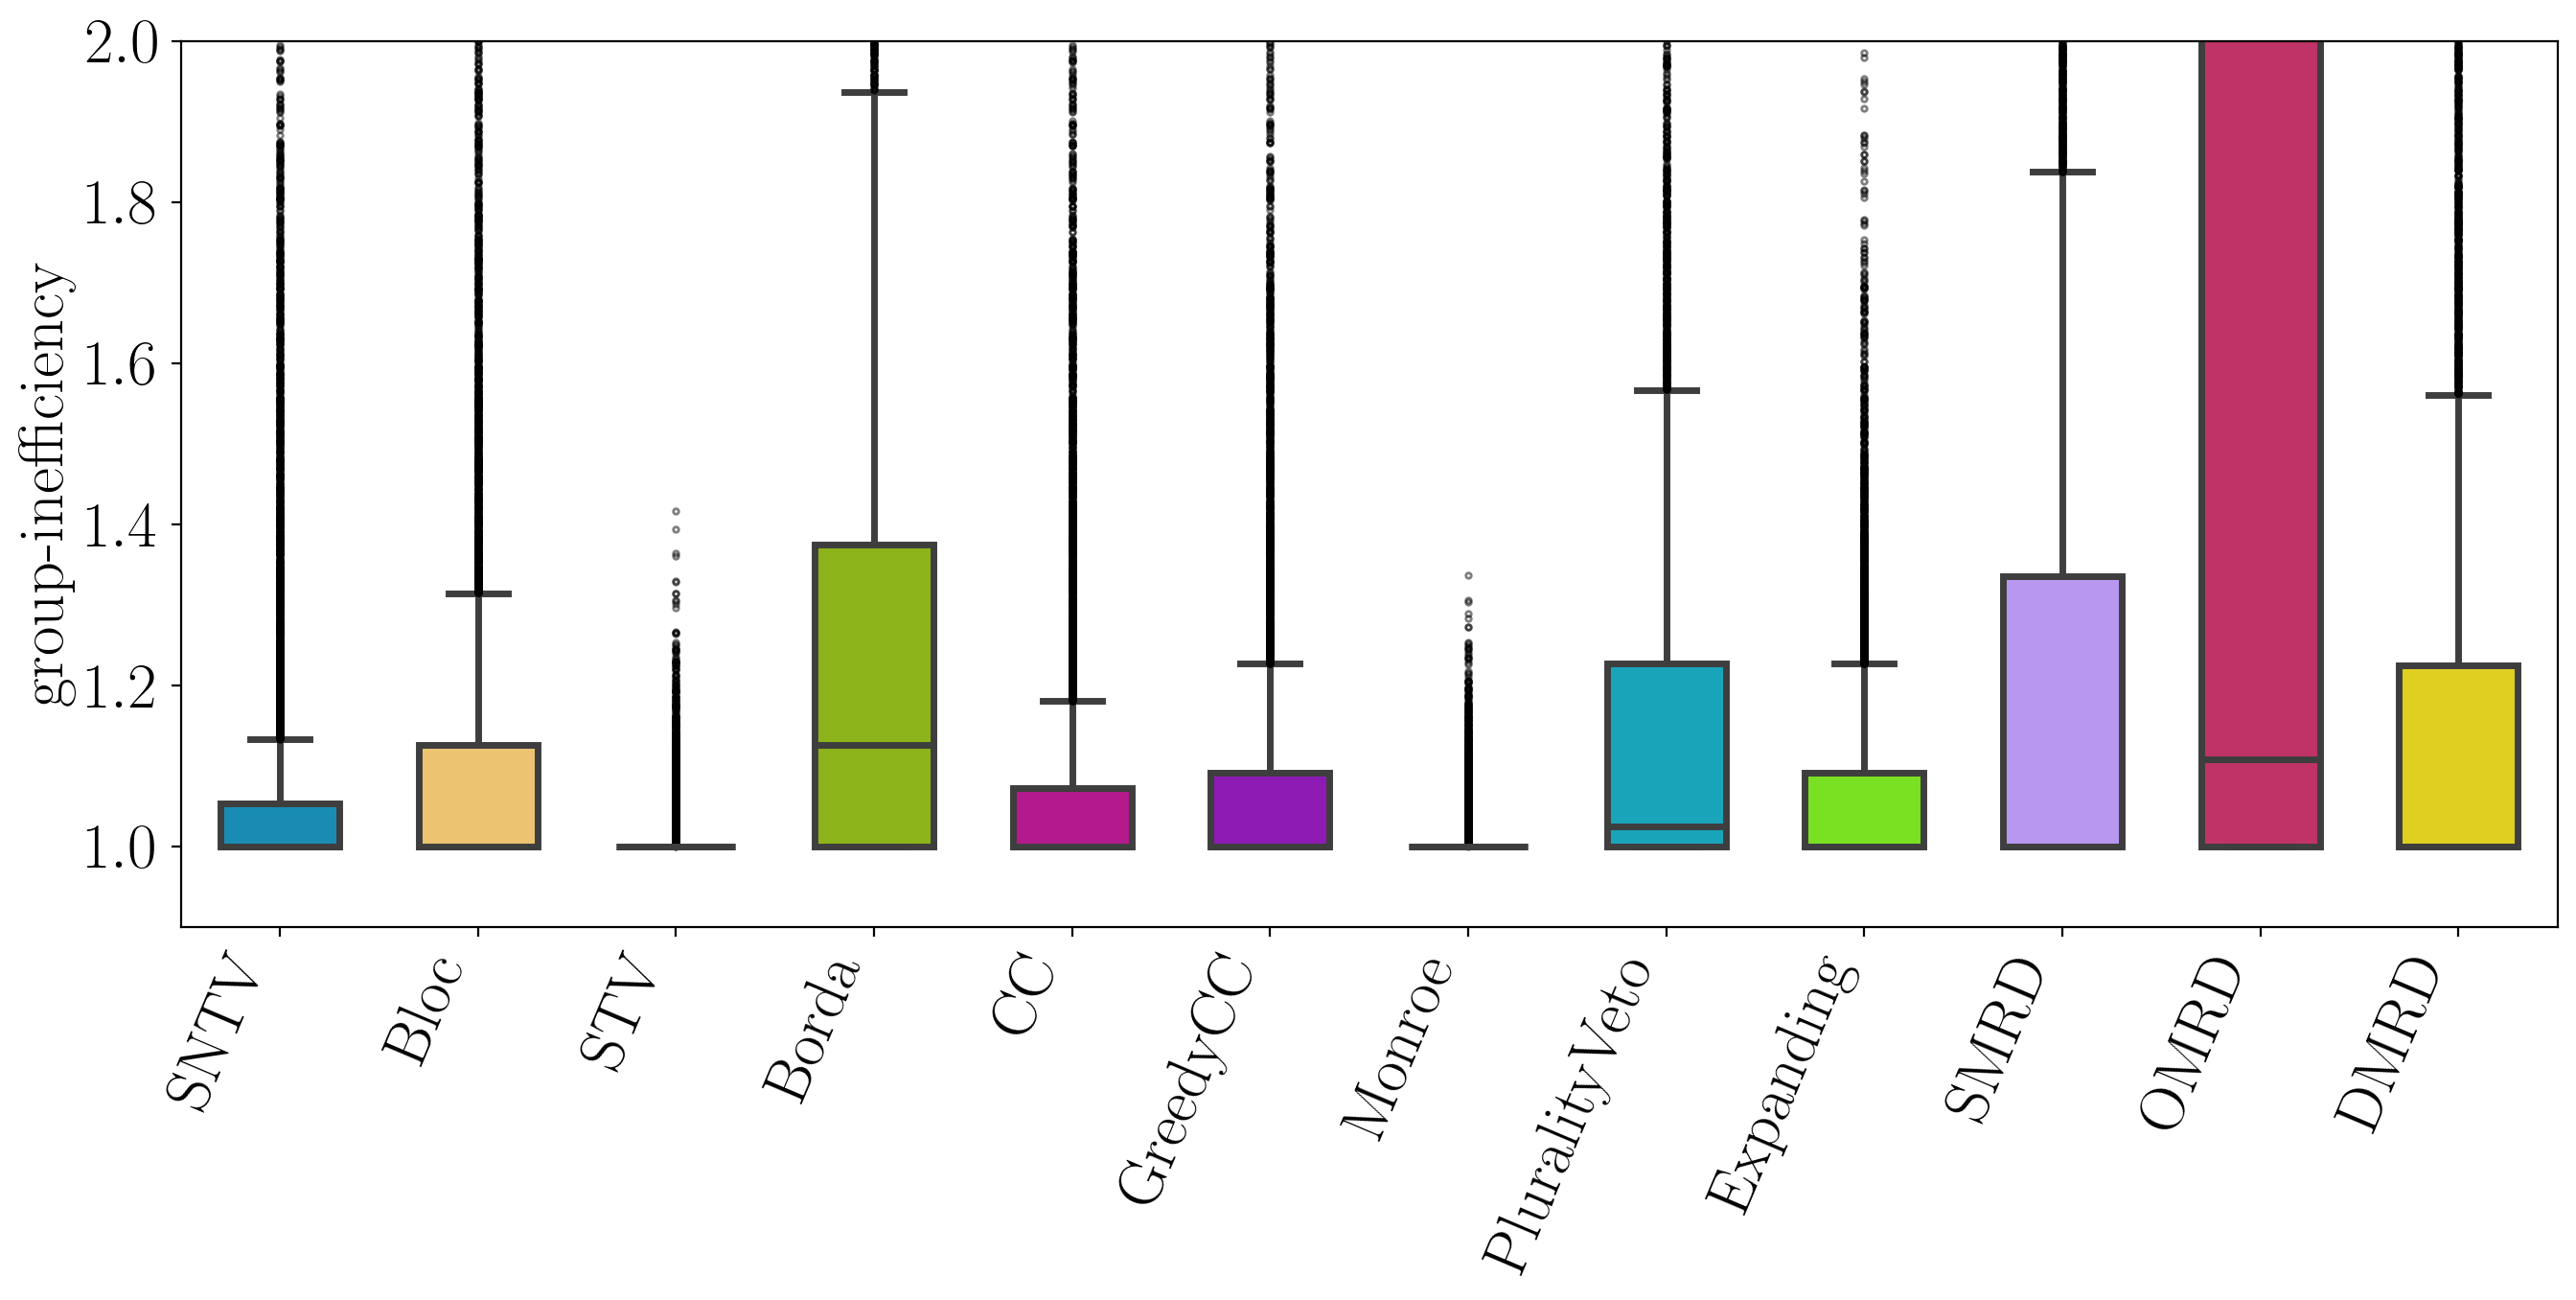 group-inefficiency
2.0
1.8
1.6
1.4
1.2
1.0
SNTV
Bloc
STV
Borda
CC
GreedyCC
Monroe
PluralityVeto
Expanding
SMRD
OMRD
DMRD